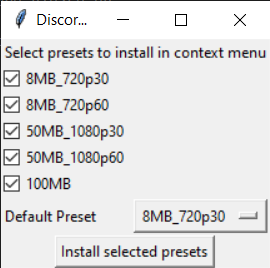 Discor...
Select presets to install in context menu
8MB_720p30
8MB_720p60
50MB_1080p30
50MB_1080p60
100MB
Default Preset 8MB_720p30
Install selected presets